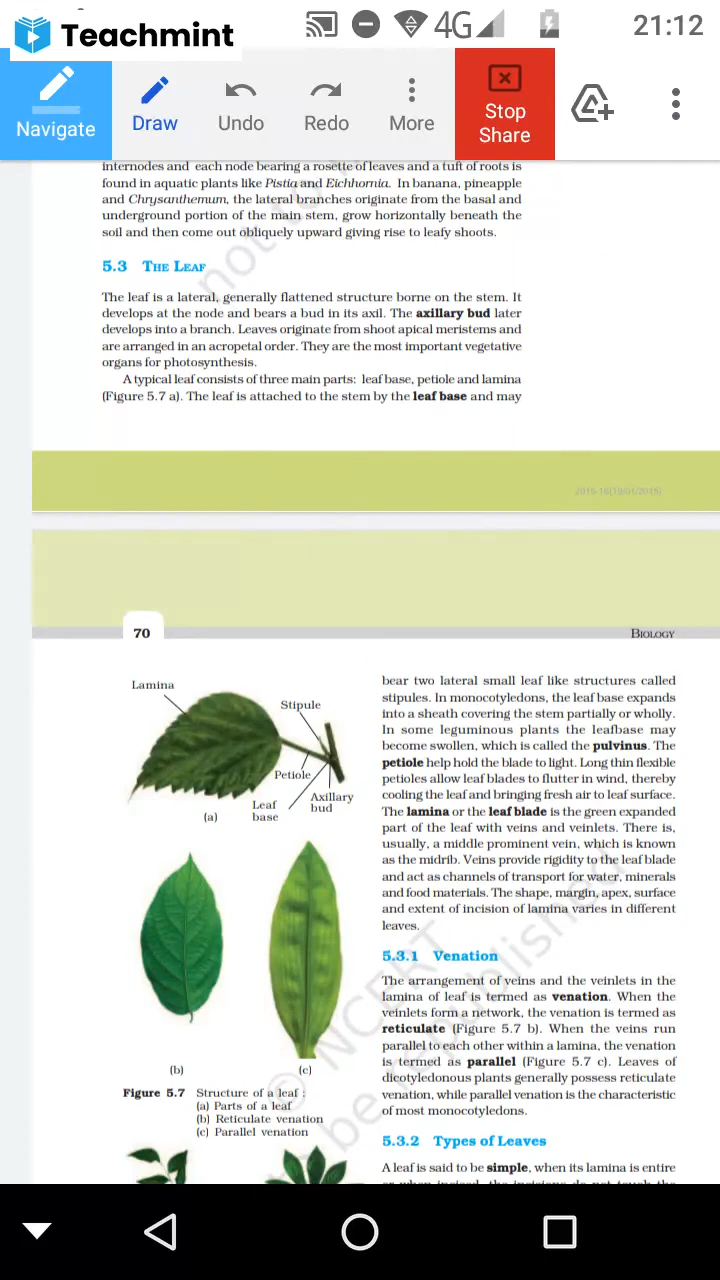 Teachmint
4G
21:12
Navigate
Draw
Undo
Redo
More
Stop
Share
internodes and each node bearing a rosette of leaves and a tuft of roots is
found in aquatic plants like Pistia and Eichhornia. In banana, pineapple
and Chrysanthemum, the lateral branches originate from the basal and
underground portion of the main stem, grow horizontally beneath the
soil and then come out obliquely upward giving rise to leafy shoots.
5.3 THE LEAF
The leaf is a lateral, generally flattened structure borne on the stem. It
develops at the node and bears a bud in its axil. The axillary bud later
develops into a branch. Leaves originate from shoot apical meristems and
are arranged in an acropetal order. They are the most important vegetative
organs for photosynthesis.
A typical leaf consists of three main parts: leaf base, petiole and lamina
(Figure 5.7 a). The leaf is attached to the stem by the leaf base and may
70
BIOLOGY
Lamina
Stipule
Petiole
Leaf
base
Axillary
bud
(a)
(b)
(c)
Figure 5.7 Structure of a leaf :
(a) Parts of a leaf
(b) Reticulate venation
(c) Parallel venation
bear two lateral small leaf like structures called
stipules. In monocotyledons, the leaf base expands
into a sheath covering the stem partially or wholly.
In some leguminous plants the leafbase may
become swollen, which is called the pulvinus. The
petiole help hold the blade to light. Long thin flexible
petioles allow leaf blades to flutter in wind, thereby
cooling the leaf and bringing fresh air to leaf surface.
The lamina or the leaf blade is the green expanded
part of the leaf with veins and veinlets. There is,
usually, a middle prominent vein, which is known
as the midrib. Veins provide rigidity to the leaf blade
and act as channels of transport for water, minerals
and food materials. The shape, margin, apex, surface
and extent of incision of lamina varies in different
leaves.
5.3.1 Venation
The arrangement of veins and the veinlets in the
lamina of leaf is termed as venation. When the
veinlets form a network, the venation is termed as
reticulate (Figure 5.7 b). When the veins run
parallel to each other within a lamina, the venation
is termed as parallel (Figure 5.7 c). Leaves of
dicotyledonous plants generally possess reticulate
venation, while parallel venation is the characteristic
of most monocotyledons.
5.3.2 Types of Leaves
A leaf is said to be simple, when its lamina is entire
© NCERT
be republished